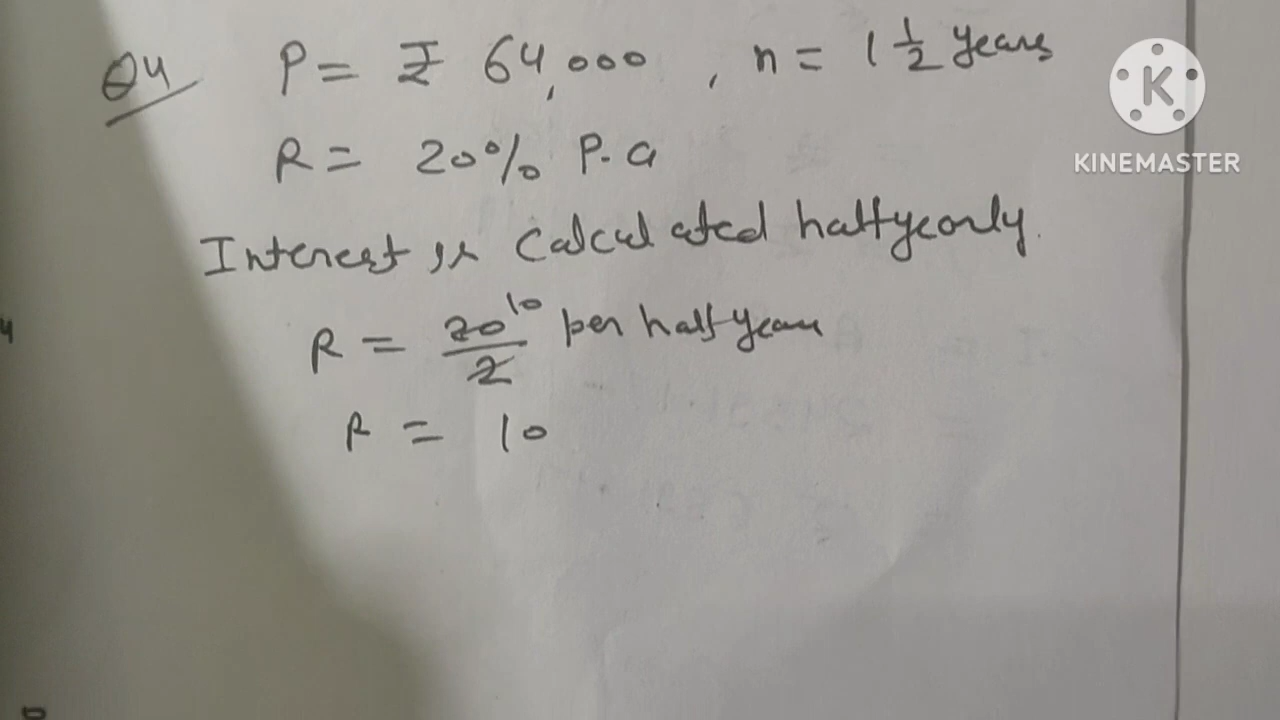 Q4 P = ₹ 64,000 , n = 1 1/2 years
R = 20% P.a
Interest is Calculated halfyearly.
R = 20/2 10 per half year
R = 10
K
KINEMASTER